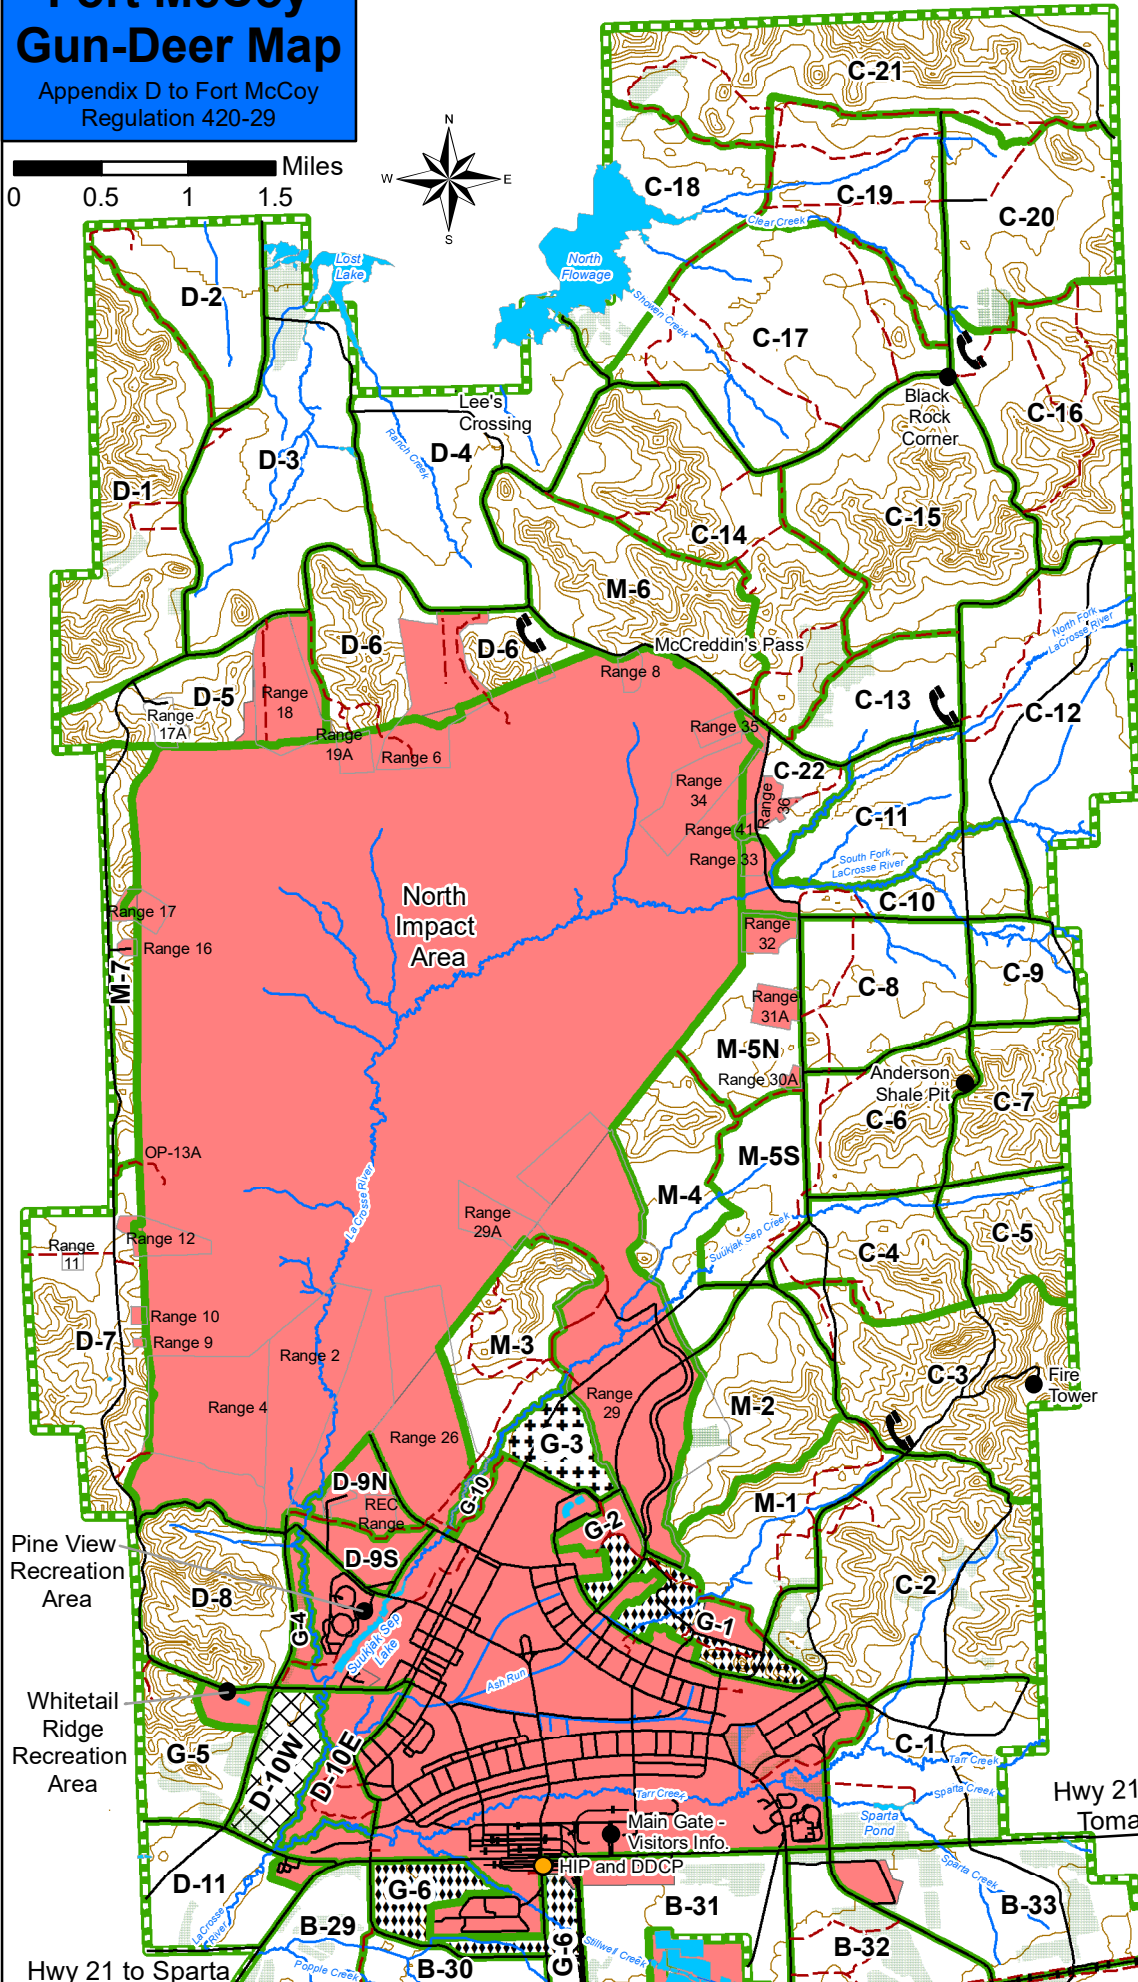 Fort McCoy
Gun-Deer Map
Appendix D to Fort McCoy
Regulation 420-29
Miles
0 0.5 1 1.5
N
W E
S
C-21
C-18
C-19
C-20
Clear Creek
North
Flowage
Showen Creek
C-17
Black
Rock
Corner
C-16
Lost
Lake
D-2
Lee's
Crossing
Ranch Creek
D-3
D-4
D-1
C-15
C-14
M-6
North Fork
LaCrosse River
McCreddin's Pass
D-6
D-6
Range 8
D-5
Range
18
Range
17A
Range
19A
Range 6
Range 35
C-13
C-12
C-22
Range
34
Range
36
C-11
Range 41
Range 33
South Fork
LaCrosse River
C-10
North
Impact
Area
Range 17
Range 16
M-7
Range
32
C-8
C-9
Range
31A
M-5N
Range 30A
Anderson
Shale Pit
C-7
C-6
OP-13A
M-5S
M-4
LaCrosse River
Range
29A
Suukjak Sep Creek
C-5
C-4
Range 12
Range
11
Range 10
Range 9
D-7
Range 2
M-3
Range
29
C-3
Fire
Tower
M-2
Range 4
Range 26
G-3
D-9N
REC
Range
G-10
M-1
G-2
Pine View
Recreation
Area
D-9S
D-8
G-4
C-2
Suukjak Sep
Lake
G-1
Ash Run
Whitetail
Ridge
Recreation
Area
G-5
D-10W
D-10E
C-1
Tarr Creek
Sparta Creek
Tarr Creek
Sparta
Pond
Hwy 21
Toma
Main Gate -
Visitors Info.
HIP and DDCP
Sparta Creek
D-11
G-6
B-31
B-33
LaCrosse
River
B-29
B-32
G-6
Stillwell Creek
Hwy 21 to Sparta
Popple Creek
B-30